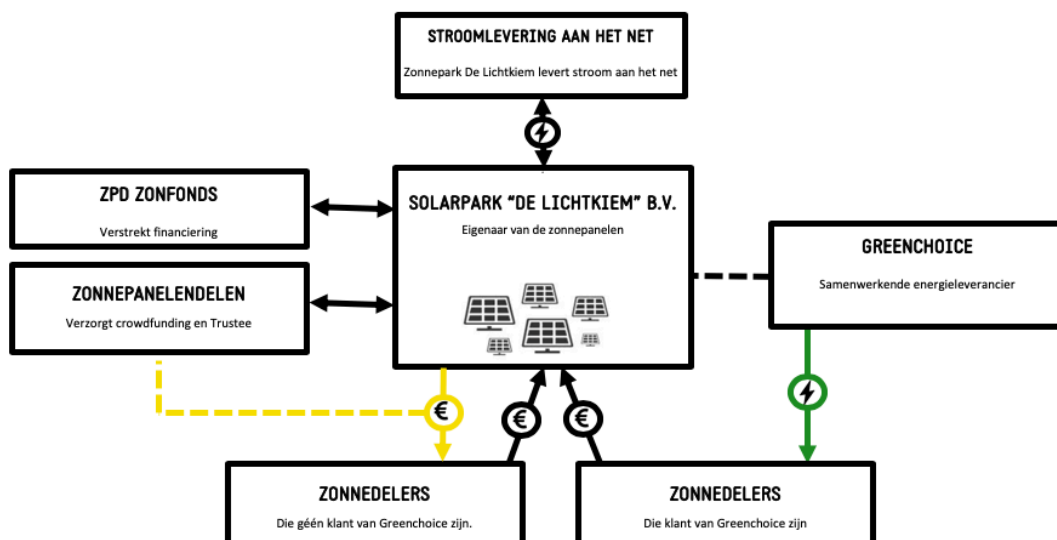 STROOMLEVERING AAN HET NET
Zonnepark De Lichtkiem levert stroom aan het net
ZPD ZONFONDS
Verstrekt financiering
SOLARPARK “DE LICHTKIEM” B.V.
Eigenaar van de zonnepanelen
GREENCHOICE
Samenwerkende energieleverancier
ZONNEPANELENDELEN
Verzorgt crowdfunding en Trustee
€
€
€
ZONNEDELERS
Die géén klant van Greenchoice zijn.
ZONNEDELERS
Die klant van Greenchoice zijn